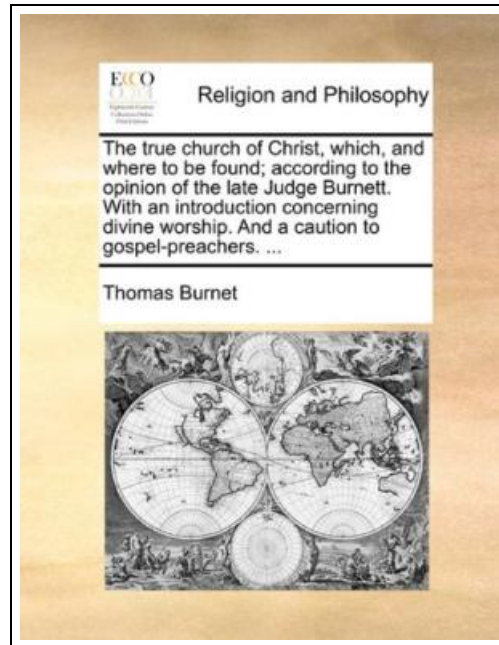 ECCO
Religion and Philosophy
The true church of Christ, which, and
where to be found; according to the
opinion of the late Judge Burnett.
With an introduction concerning
divine worship. And a caution to
gospel-preachers. ...
Thomas Burnet